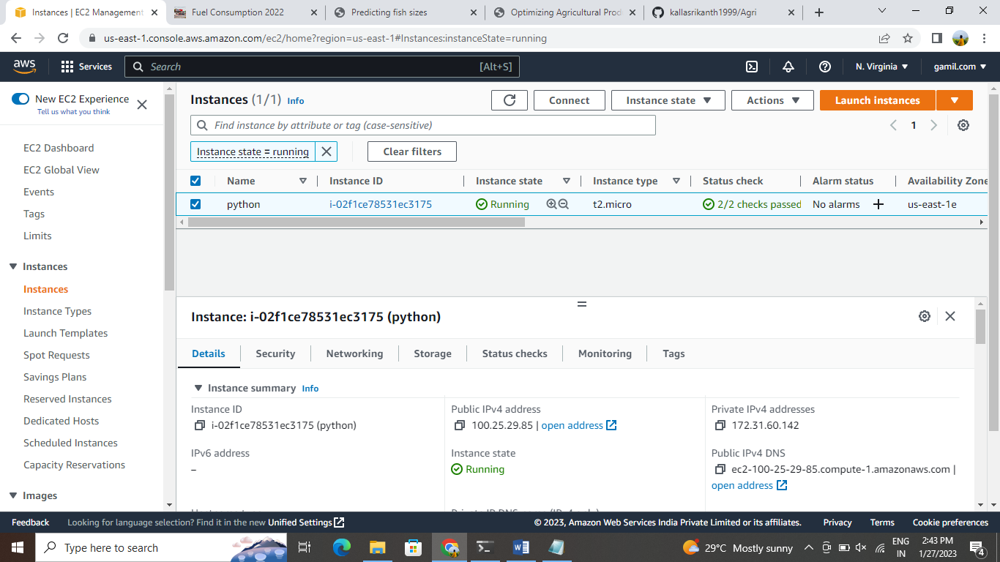 Instances | EC2 Management
Fuel Consumption 2022
Predicting fish sizes
Optimizing Agricultural Prod
kallasrikanth1999/Agri
us-east-1.console.aws.amazon.com/ec2/home?region=us-east-1#Instances:instanceState=running
aws
Services
Search
[Alt+S]
N. Virginia
gamil.com
New EC2 Experience
Tell us what you think
EC2 Dashboard
EC2 Global View
Events
Tags
Limits
Instances
Instances
Instance Types
Launch Templates
Spot Requests
Savings Plans
Reserved Instances
Dedicated Hosts
Scheduled Instances
Capacity Reservations
Images
Instances (1/1) Info
Connect
Instance state
Actions
Launch instances
Find instance by attribute or tag (case-sensitive)
1
Instance state = running
Clear filters
Name
Instance ID
Instance state
Instance type
Status check
Alarm status
Availability Zone
python
i-02f1ce78531ec3175
Running
t2.micro
2/2 checks passed
No alarms
us-east-1e
Instance: i-02f1ce78531ec3175 (python)
Details
Security
Networking
Storage
Status checks
Monitoring
Tags
Instance summary Info
Instance ID
i-02f1ce78531ec3175 (python)
Public IPv4 address
100.25.29.85 | open address
Private IPv4 addresses
172.31.60.142
IPv6 address
–
Instance state
Running
Public IPv4 DNS
ec2-100-25-29-85.compute-1.amazonaws.com |
open address
Feedback
Looking for language selection? Find it in the new Unified Settings
© 2023, Amazon Web Services India Private Limited or its affiliates.
Privacy
Terms
Cookie preferences
Type here to search
29°C Mostly sunny
ENG
IN
2:43 PM
1/27/2023
4